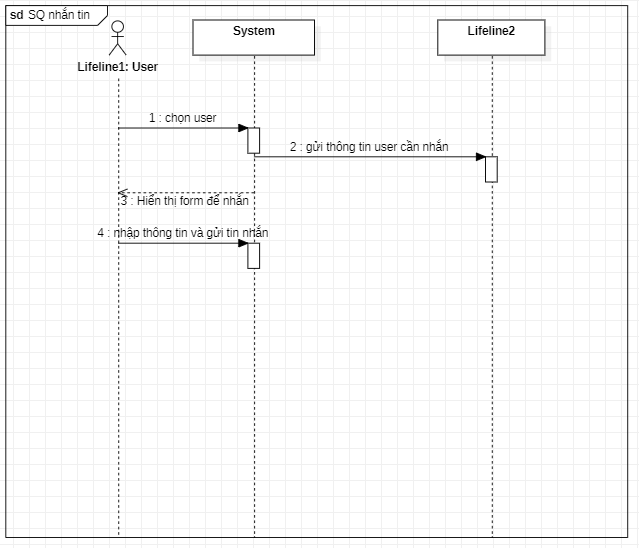 sd SQ nhắn tin
System
Lifeline2
Lifeline1: User
1 : chọn user
2 : gửi thông tin user cần nhắn
3 : Hiển thị form để nhắn
4 : nhập thông tin và gửi tin nhắn